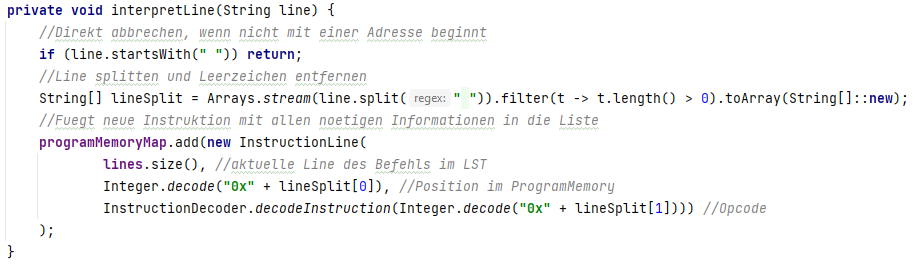 private void interpretLine(String line) {
//Direkt abbrechen, wenn nicht mit einer Adresse beginnt
if (line.startsWith(" ")) return;
//Line splitten und Leerzeichen entfernen
String[] lineSplit = Arrays.stream(line.split( regex: " ")).filter(t -> t.length() > 0).toArray(String[]::new);
//Fuegt neue Instruktion mit allen noetigen Informationen in die Liste
programMemoryMap.add(new InstructionLine(
lines.size(), //aktuelle Line des Befehls im LST
Integer.decode("0x" + lineSplit[0]), //Position im ProgramMemory
InstructionDecoder.decodeInstruction(Integer.decode("0x" + lineSplit[1]))) //Opcode
);
}